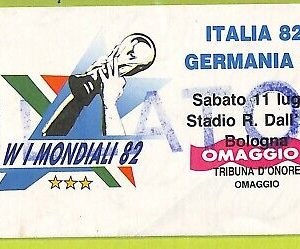 ITALIA 82
GERMANIA
Sabato 11 lug
Stadio R. Dall'
Bologna
OMAGGIO
TRIBUNA D'ONORE
OMAGGIO
W I MONDIALI 82